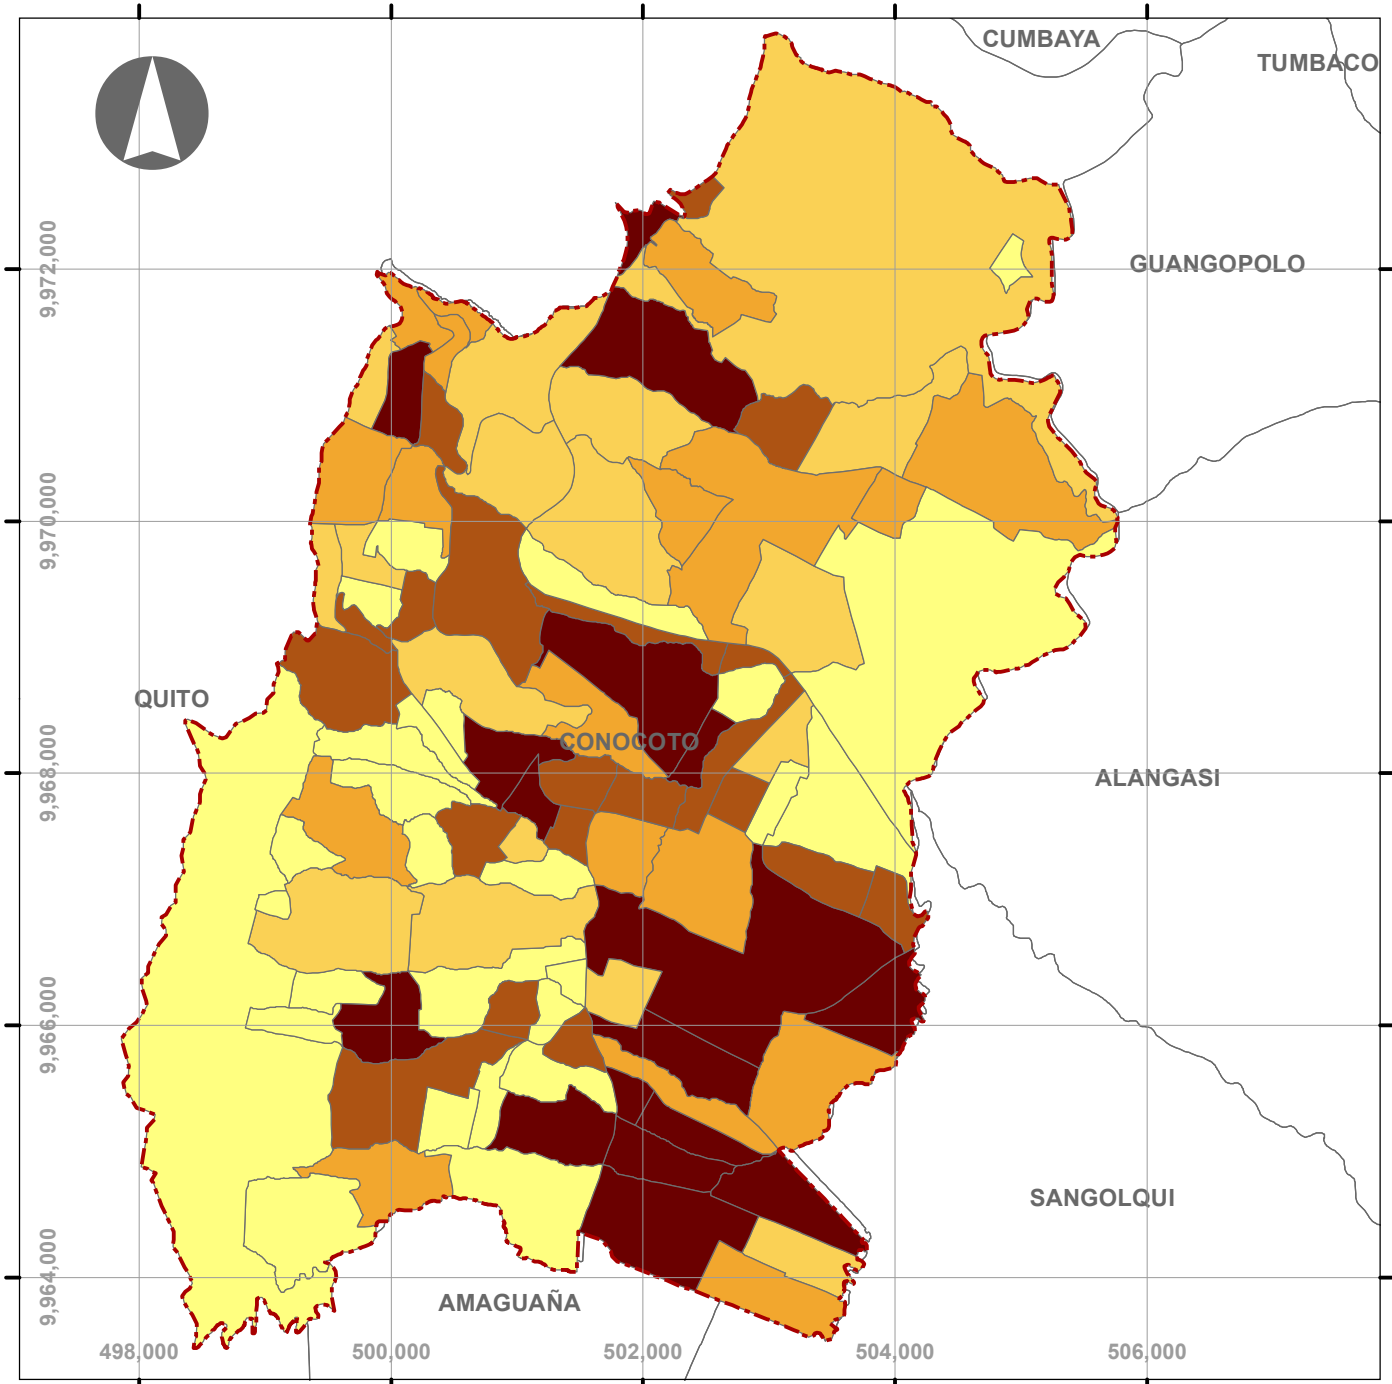 CUMBAYA
TUMBACO
9,972,000
GUANGOPOLO
9,970,000
QUITO
CONOCOTO
9,968,000
ALANGASI
9,966,000
SANGOLQUI
9,964,000
AMAGUAÑA
498,000 500,000 502,000 504,000 506,000